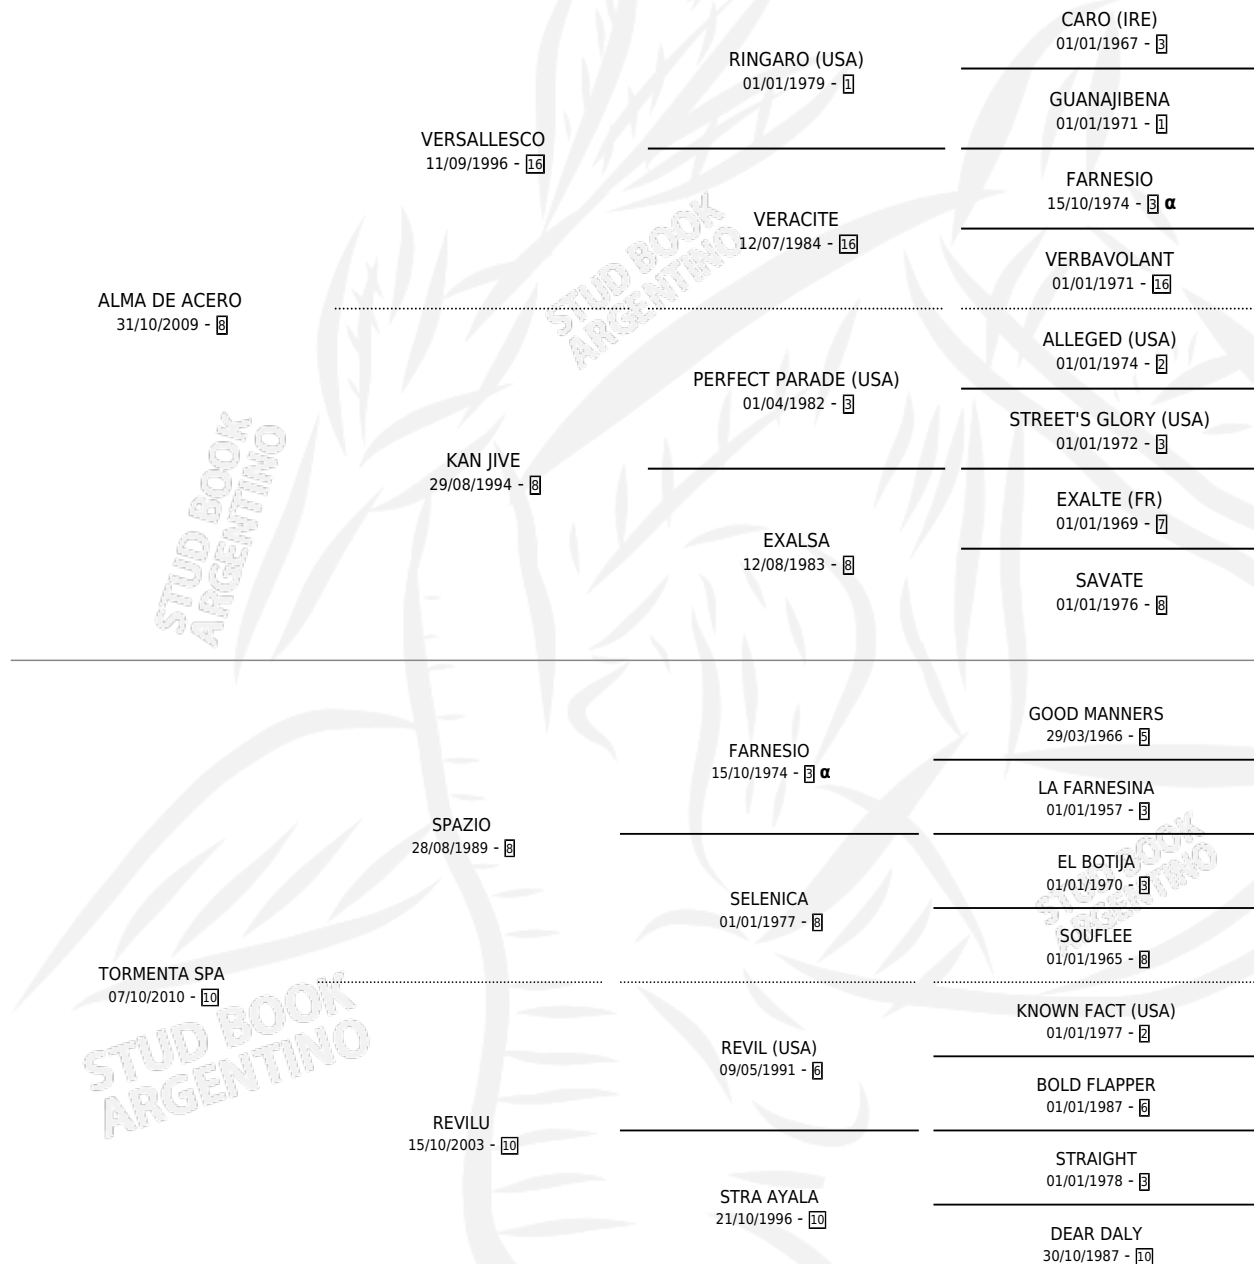 CARO (IRE)
01/01/1967 - 3
RINGARO (USA)
01/01/1979 - 1
GUANAJIBENA
01/01/1971 - 1
VERSALLESCO
11/09/1996 - 16
FARNESIO
15/10/1974 - 3 α
VERACITE
12/07/1984 - 16
VERBAVOLANT
01/01/1971 - 16
ALMA DE ACERO
31/10/2009 - 8
ALLEGED (USA)
01/01/1974 - 2
PERFECT PARADE (USA)
01/04/1982 - 3
STREET'S GLORY (USA)
01/01/1972 - 3
KAN JIVE
29/08/1994 - 8
EXALTE (FR)
01/01/1969 - 7
EXALSA
12/08/1983 - 8
SAVATE
01/01/1976 - 8
GOOD MANNERS
29/03/1966 - 5
FARNESIO
15/10/1974 - 3 α
LA FARNESINA
01/01/1957 - 3
SPAZIO
28/08/1989 - 8
EL BOTIJA
01/01/1970 - 3
SELENICA
01/01/1977 - 8
SOUFLEE
01/01/1965 - 8
TORMENTA SPA
07/10/2010 - 10
KNOWN FACT (USA)
01/01/1977 - 2
REVIL (USA)
09/05/1991 - 6
BOLD FLAPPER
01/01/1987 - 6
REVILU
15/10/2003 - 10
STRAIGHT
01/01/1978 - 3
STRA AYALA
21/10/1996 - 10
DEAR DALY
30/10/1987 - 10
STUD BOOK
ARGENTINO
STUD BOOK
ARGENTINO
STUD BOOK
ARGENTINO
STUD BOOK
ARGENTINO